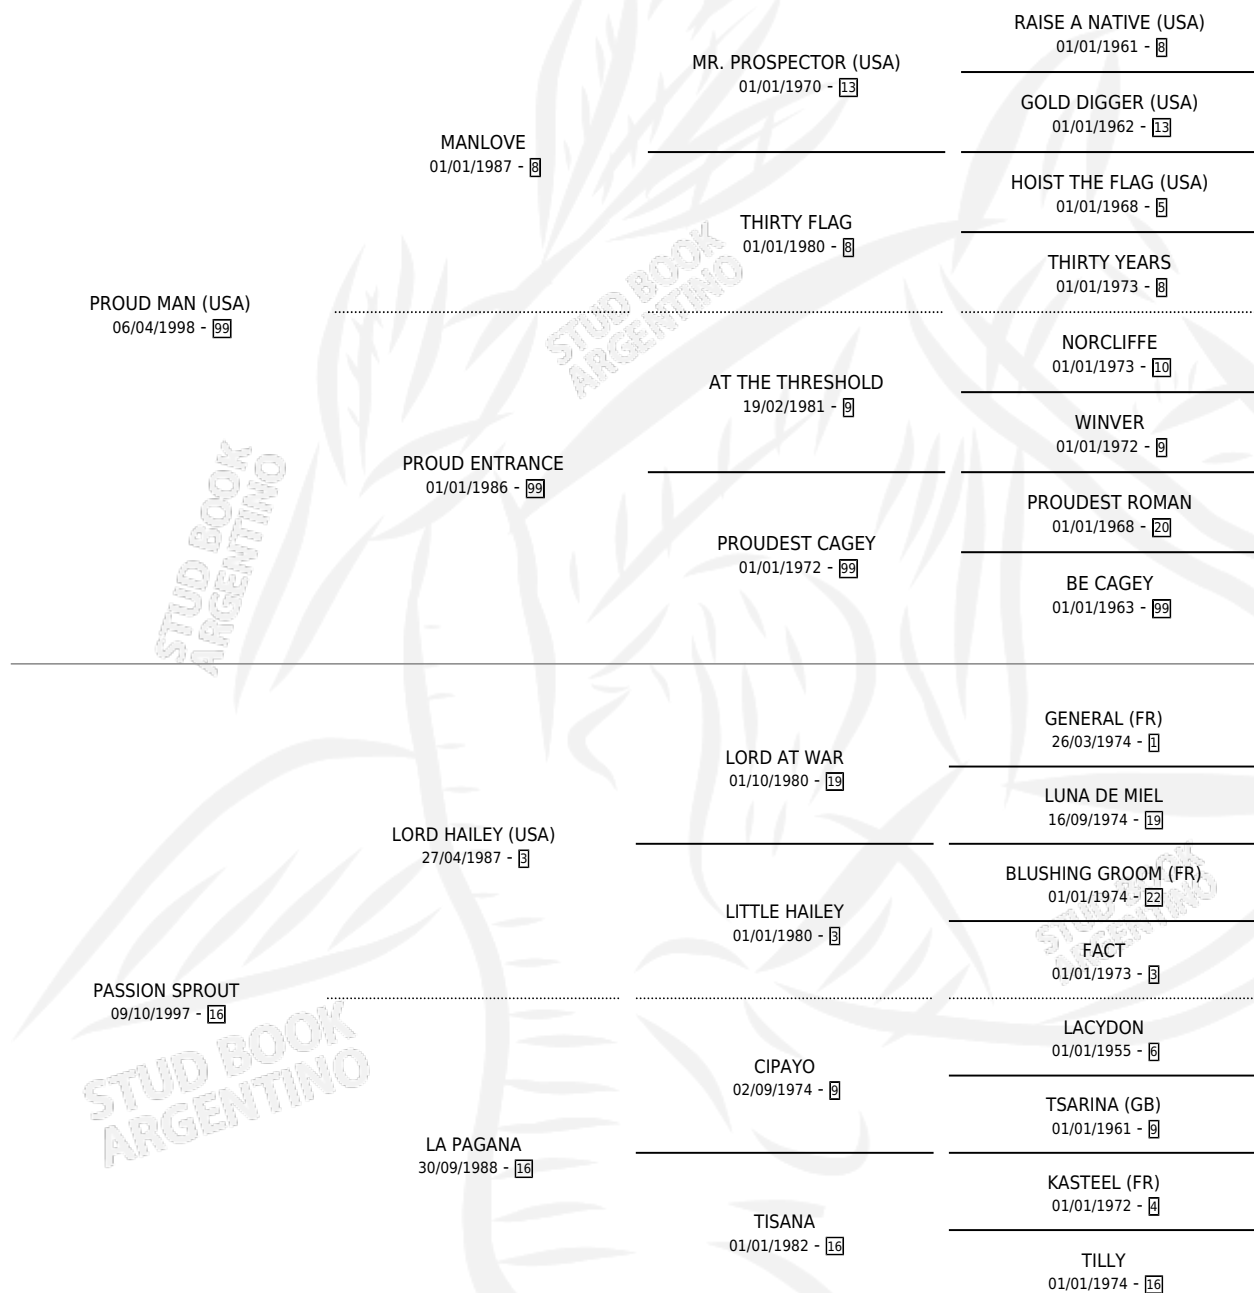 RAISE A NATIVE (USA)
01/01/1961 - 8
MR. PROSPECTOR (USA)
01/01/1970 - 13
GOLD DIGGER (USA)
01/01/1962 - 13
MANLOVE
01/01/1987 - 8
HOIST THE FLAG (USA)
01/01/1968 - 5
THIRTY FLAG
01/01/1980 - 8
THIRTY YEARS
01/01/1973 - 8
PROUD MAN (USA)
06/04/1998 - 99
NORCLIFFE
01/01/1973 - 10
AT THE THRESHOLD
19/02/1981 - 9
WINVER
01/01/1972 - 9
PROUD ENTRANCE
01/01/1986 - 99
PROUDEST ROMAN
01/01/1968 - 20
PROUDEST CAGEY
01/01/1972 - 99
BE CAGEY
01/01/1963 - 99
GENERAL (FR)
26/03/1974 - 1
LORD AT WAR
01/10/1980 - 19
LUNA DE MIEL
16/09/1974 - 19
LORD HAILEY (USA)
27/04/1987 - 3
BLUSHING GROOM (FR)
01/01/1974 - 22
LITTLE HAILEY
01/01/1980 - 3
FACT
01/01/1973 - 3
PASSION SPROUT
09/10/1997 - 16
LACYDON
01/01/1955 - 6
CIPAYO
02/09/1974 - 9
TSARINA (GB)
01/01/1961 - 9
LA PAGANA
30/09/1988 - 16
KASTEEL (FR)
01/01/1972 - 4
TISANA
01/01/1982 - 16
TILLY
01/01/1974 - 16
STUD BOOK
ARGENTINO
STUD BOOK
ARGENTINO
STUD BOOK
ARGENTINO
STUD BOOK
ARGENTINO